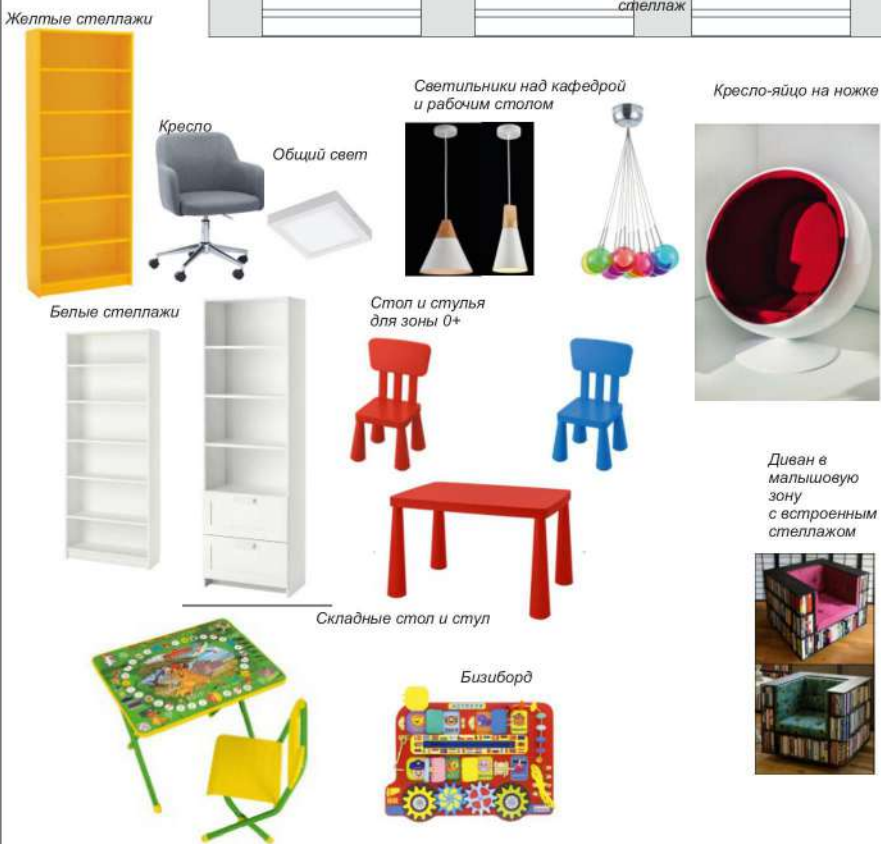 стеллаж
Желтые стеллажи
Светильники над кафедрой
и рабочим столом
Кресло-яйцо на ножке
Кресло
Общий свет
Белые стеллажи
Стол и стулья
для зоны 0+
Диван в
малышовую
зону
с встроенным
стеллажом
Складные стол и стул
Бизиборд